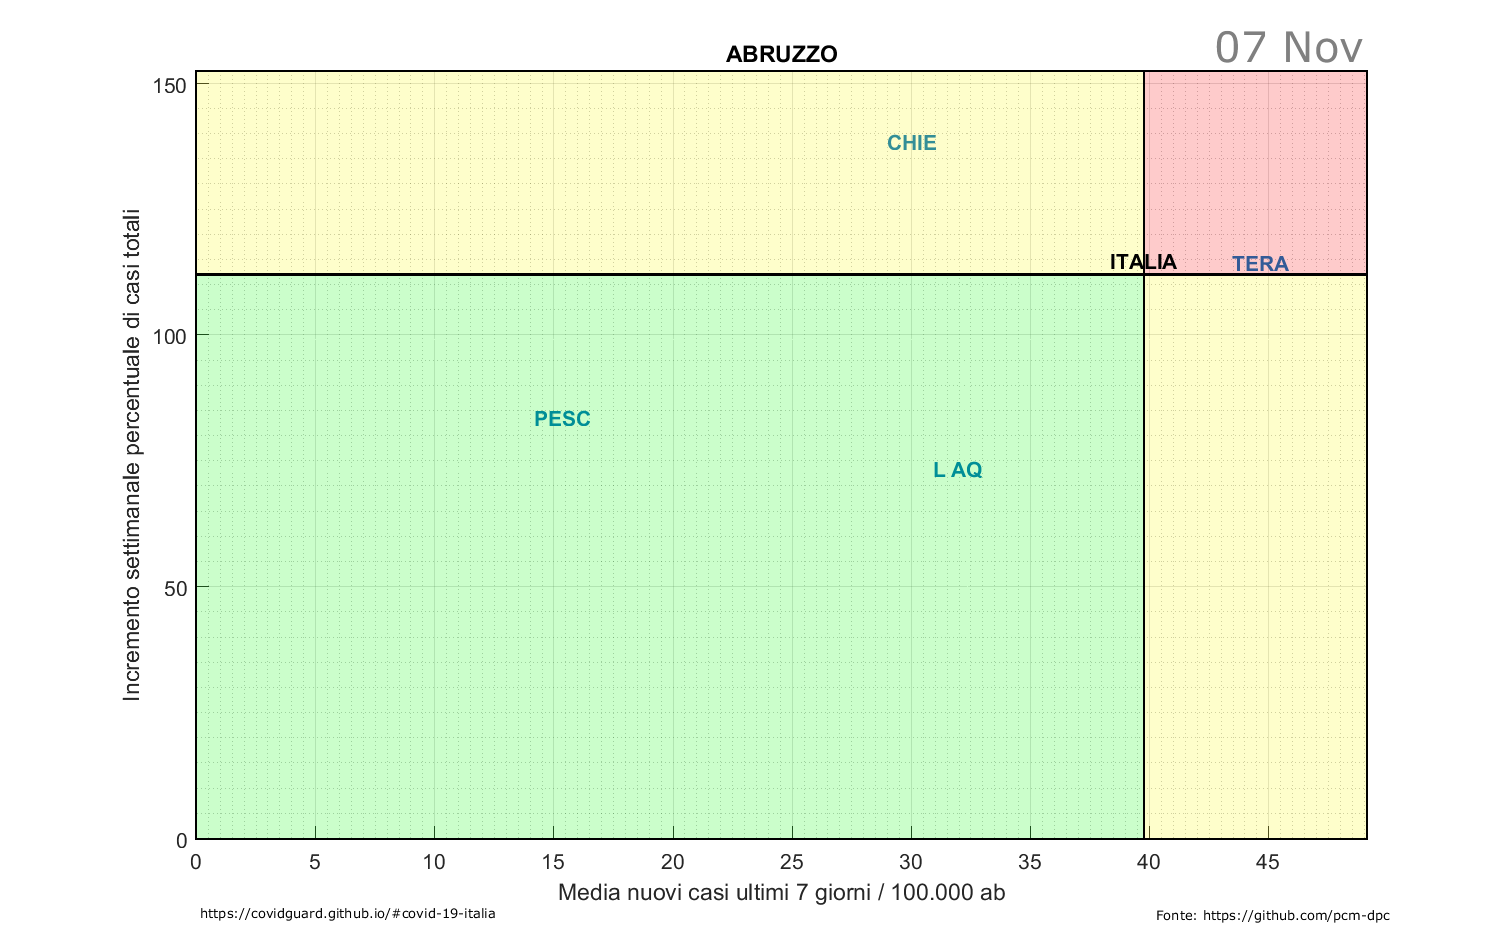 ABRUZZO
07 Nov
Incremento settimanale percentuale di casi totali
150
100
50
0
CHIE
ITALIA
TERA
PESC
L AQ
0 5 10 15 20 25 30 35 40 45
Media nuovi casi ultimi 7 giorni / 100.000 ab
https://covidguard.github.io/#covid-19-italia
Fonte: https://github.com/pcm-dpc